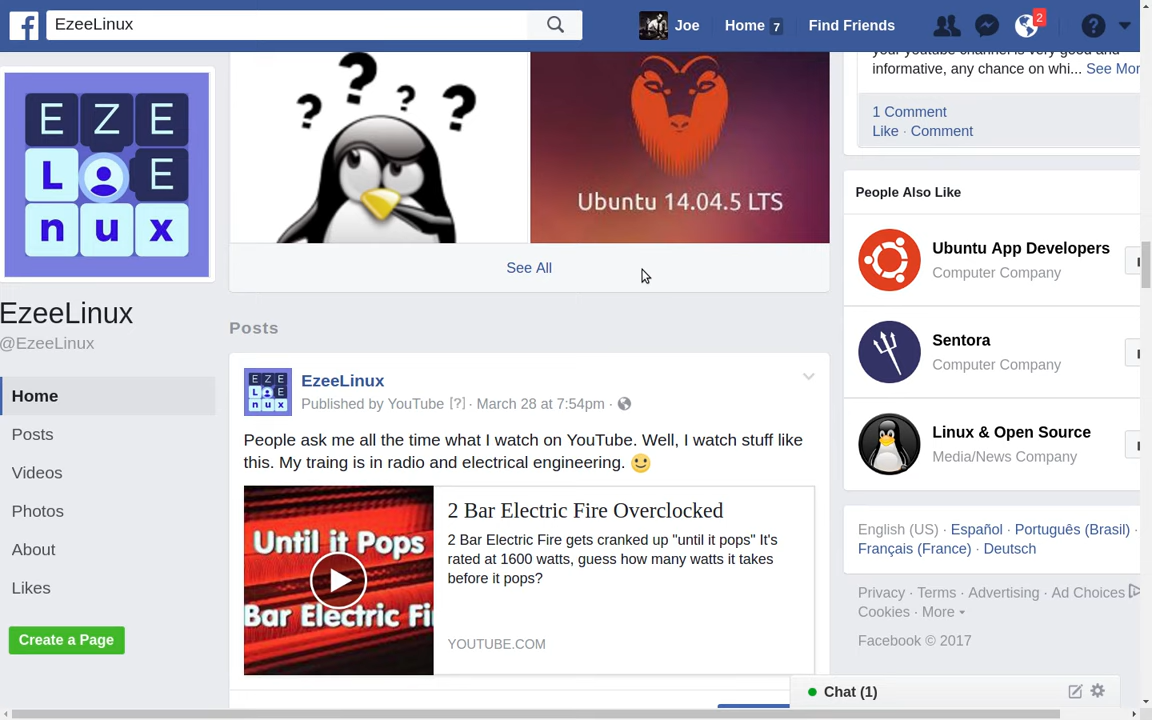 EzeeLinux
Joe
Home 7
Find Friends
2
E Z E
L E
n u x
EzeeLinux
@EzeeLinux
Home
Posts
Videos
Photos
About
Likes
Create a Page
? ? ? ?
Ubuntu 14.04.5 LTS
See All
Posts
E Z E
L E
n u x
EzeeLinux
Published by YouTube [?] · March 28 at 7:54pm ·
People ask me all the time what I watch on YouTube. Well, I watch stuff like
this. My traing is in radio and electrical engineering.
Until it Pops
Bar Electric Fi
2 Bar Electric Fire Overclocked
2 Bar Electric Fire gets cranked up "until it pops" It's
rated at 1600 watts, guess how many watts it takes
before it pops?
YOUTUBE.COM
your youtube channel is very good and
informative, any chance on whi... See Mor
1 Comment
Like · Comment
People Also Like
Ubuntu App Developers
Computer Company
Sentora
Computer Company
Linux & Open Source
Media/News Company
English (US) · Español · Português (Brasil) ·
Français (France) · Deutsch
Privacy · Terms · Advertising · Ad Choices
Cookies · More
Facebook © 2017
Chat (1)